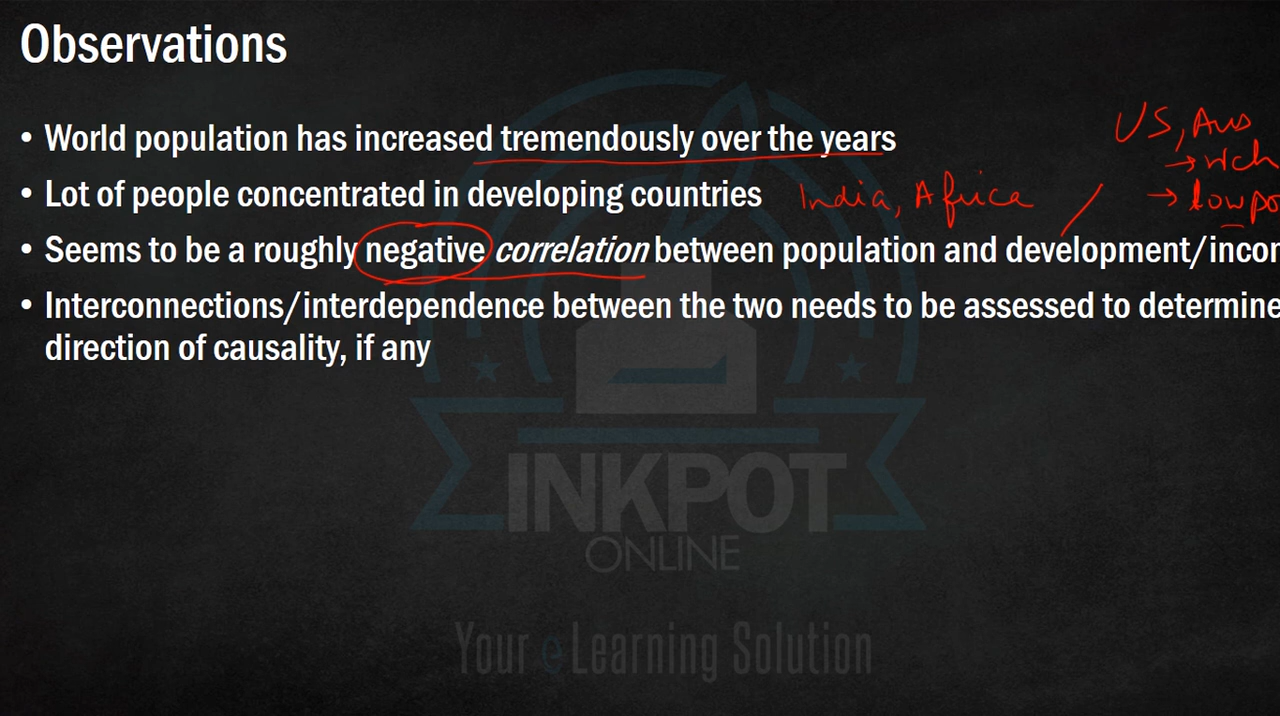 Observations
• World population has increased tremendously over the years
US, Aus
→ rich
• Lot of people concentrated in developing countries India, Africa
→ low po
• Seems to be a roughly negative correlation between population and development/incor
• Interconnections/interdependence between the two needs to be assessed to determine
direction of causality, if any
INKPOT
ONLINE
Your eLearning Solution